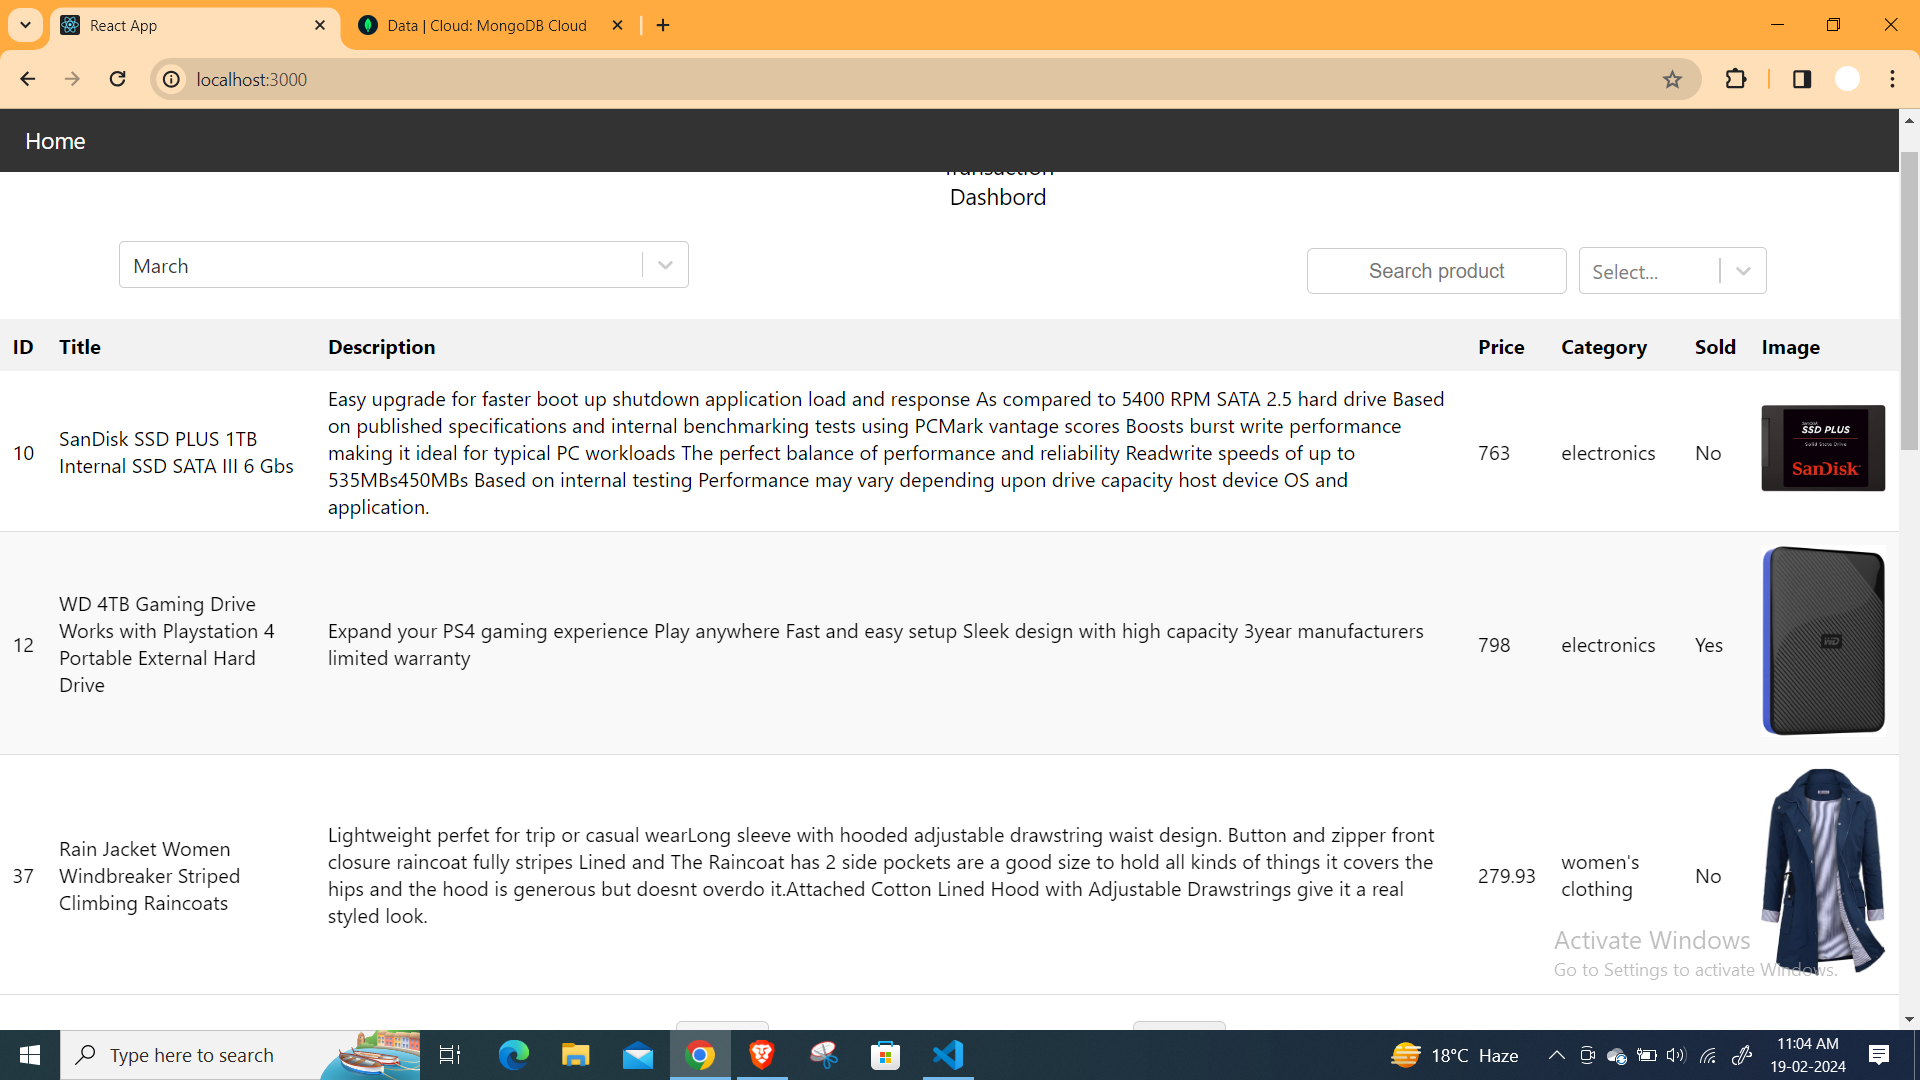 React App
Data | Cloud: MongoDB Cloud
localhost:3000
Home
Transaction
Dashbord
March
Search product
Select...
ID Title Description Price Category Sold Image
10
SanDisk SSD PLUS 1TB
Internal SSD SATA III 6 Gbs
Easy upgrade for faster boot up shutdown application load and response As compared to 5400 RPM SATA 2.5 hard drive Based
on published specifications and internal benchmarking tests using PCMark vantage scores Boosts burst write performance
making it ideal for typical PC workloads The perfect balance of performance and reliability Readwrite speeds of up to
535MBs450MBs Based on internal testing Performance may vary depending upon drive capacity host device OS and
application.
763
electronics
No
SanDisk
SSD PLUS
Solid State Drive
SanDisk
12
WD 4TB Gaming Drive
Works with Playstation 4
Portable External Hard
Drive
Expand your PS4 gaming experience Play anywhere Fast and easy setup Sleek design with high capacity 3year manufacturers
limited warranty
798
electronics
Yes
WD
37
Rain Jacket Women
Windbreaker Striped
Climbing Raincoats
Lightweight perfet for trip or casual wearLong sleeve with hooded adjustable drawstring waist design. Button and zipper front
closure raincoat fully stripes Lined and The Raincoat has 2 side pockets are a good size to hold all kinds of things it covers the
hips and the hood is generous but doesnt overdo it.Attached Cotton Lined Hood with Adjustable Drawstrings give it a real
styled look.
279.93
women's
clothing
No
Activate Windows
Go to Settings to activate Windows.
Type here to search
18°C Haze
11:04 AM
19-02-2024